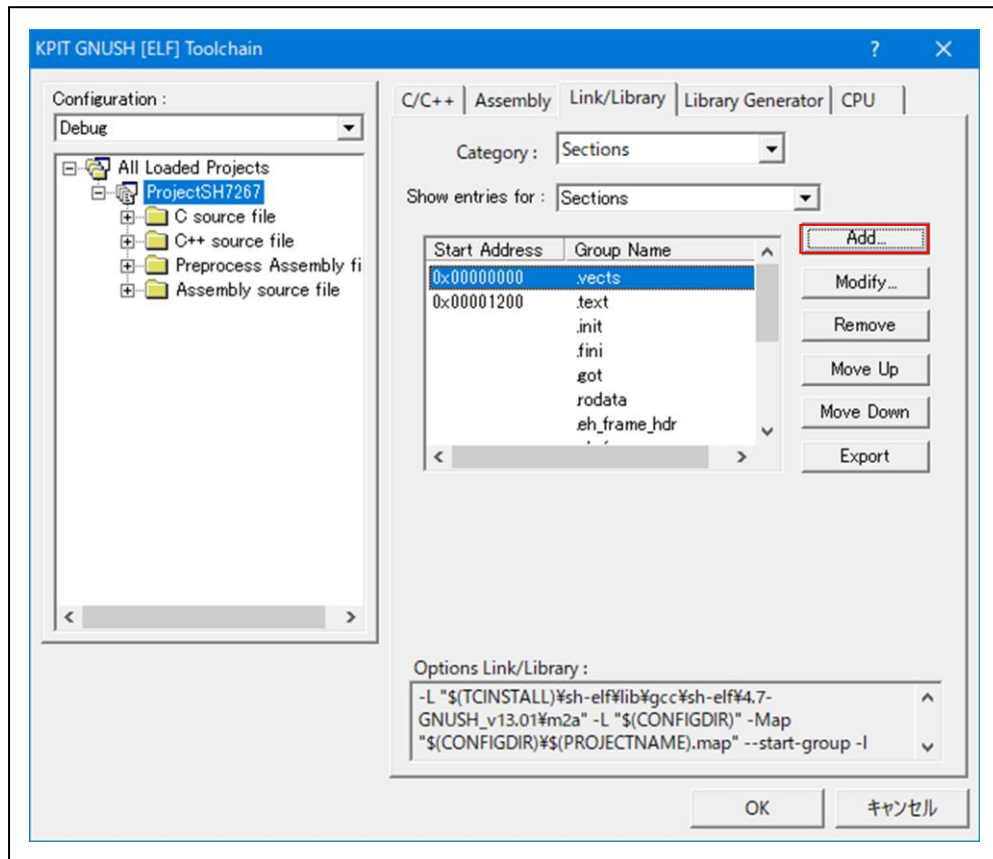 KPIT GNUSH [ELF] Toolchain
?
Configuration :
Debug
All Loaded Projects
ProjectSH7267
C source file
C++ source file
Preprocess Assembly fi
Assembly source file
C/C++
Assembly
Link/Library
Library Generator
CPU
Category :
Sections
Show entries for :
Sections
Start Address
Group Name
0x00000000
.vects
0x00001200
.text
.init
.fini
.got
.rodata
.eh_frame_hdr
Add...
Modify...
Remove
Move Up
Move Down
Export
Options Link/Library :
-L "$(TCINSTALL)¥sh-elf¥lib¥gcc¥sh-elf¥4.7-
GNUSH_v13.01¥m2a" -L "$(CONFIGDIR)" -Map
"$(CONFIGDIR)¥$(PROJECTNAME).map" --start-group -l
OK
キャンセル